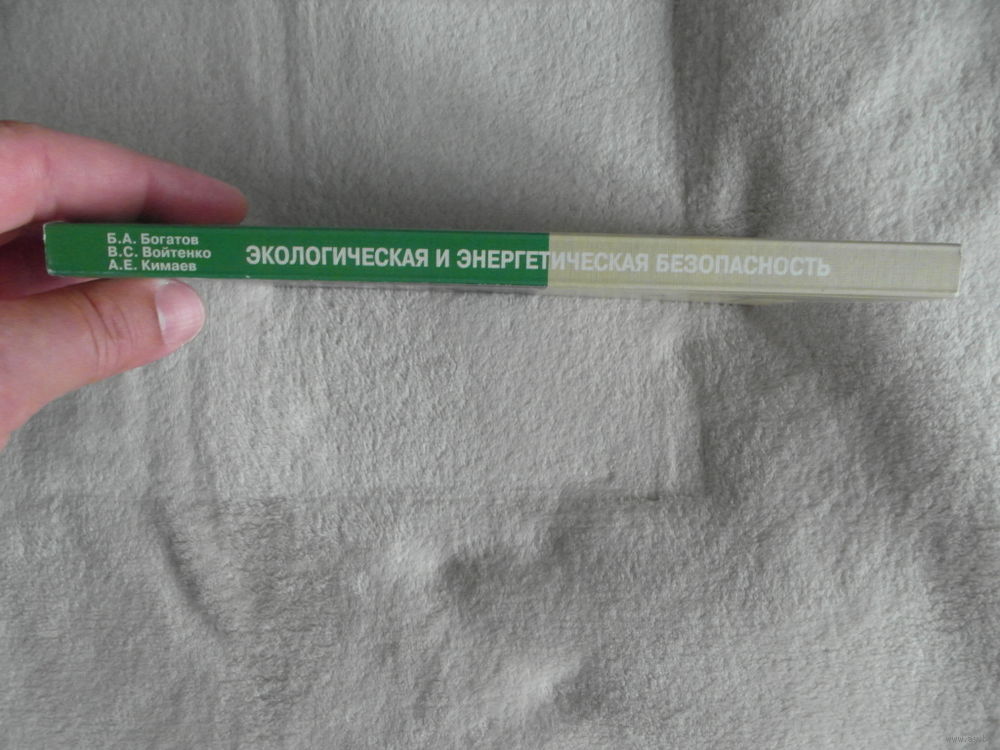 Б.А. Богатов
В.С. Войтенко
А.Е. Кимаев
ЭКОЛОГИЧЕСКАЯ И ЭНЕРГЕТИЧЕСКАЯ БЕЗОПАСНОСТЬ